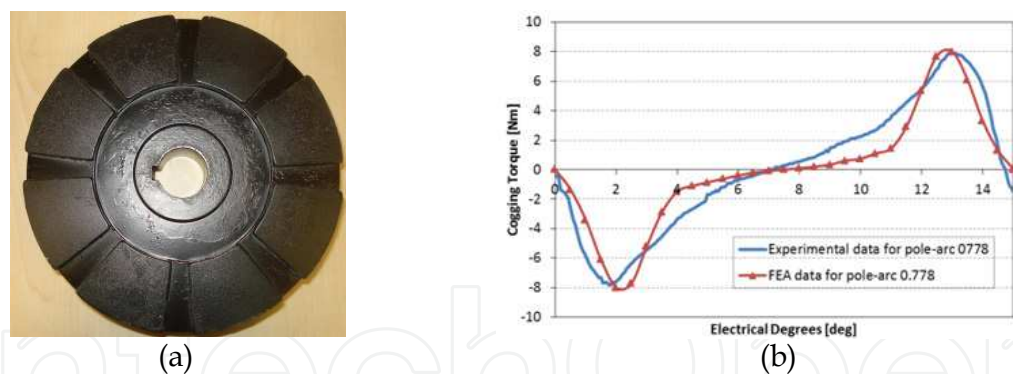 10
8
6
4
2
0
-2
-4
-6
-8
-10
Cogging Torque [Nm]
0 2 4 6 8 10 12 14
Experimental data for pole-arc 0778
FEA data for pole-arc 0.778
Electrical Degrees [deg]
(a) (b)